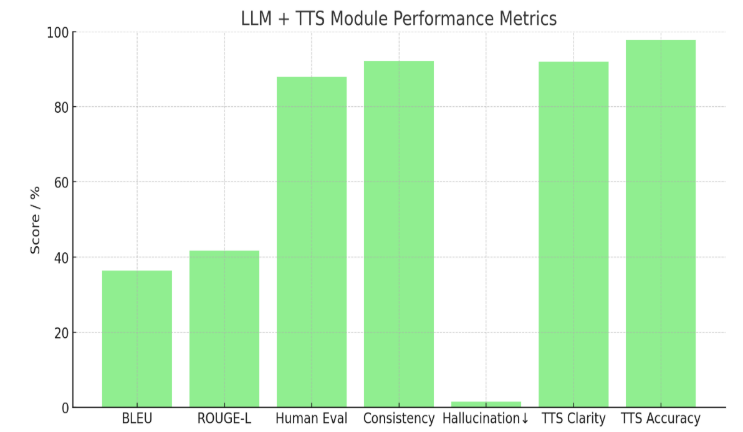 LLM + TTS Module Performance Metrics
Score / %
100
80
60
40
20
0
BLEU ROUGE-L Human Eval Consistency Hallucination↓ TTS Clarity TTS Accuracy